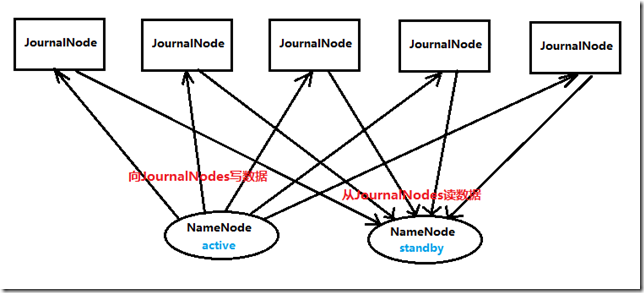 JournalNode
JournalNode
JournalNode
JournalNode
JournalNode
向JournalNodes写数据
从JournalNodes读数据
NameNode
active
NameNode
standby